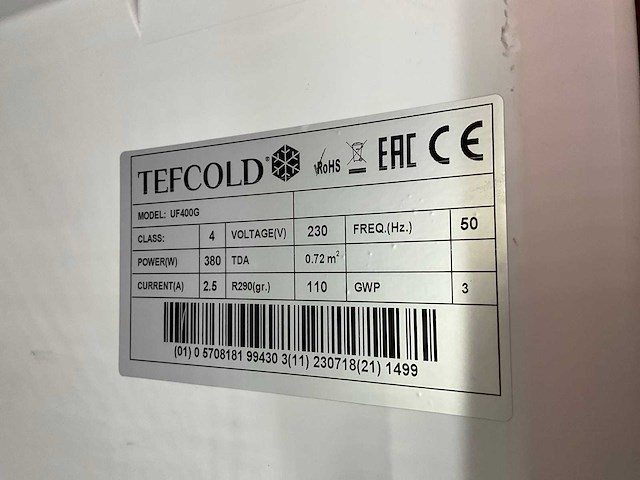 TEFCOLD® RoHS EAC CE
MODEL: UF400G
CLASS: 4 VOLTAGE(V) 230 FREQ.(Hz.) 50
POWER(W) 380 TDA 0.72 m²
CURRENT(A) 2.5 R290(gr.) 110 GWP 3
(01) 0 5708181 99430 3(11) 230718(21) 1499